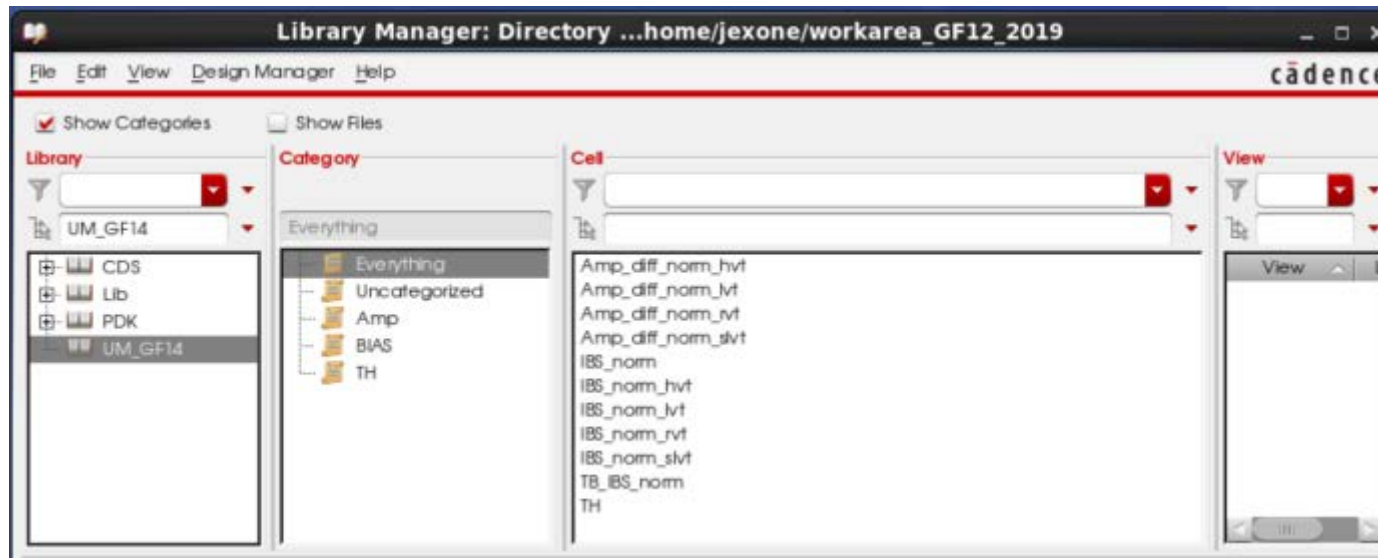 Library Manager: Directory ...home/jexone/workarea_GF12_2019
File Edit View Design Manager Help
cādence
Show Categories Show Files
Library Category Cell View
UM_GF14 Everything
CDS
Lib
PDK
UM_GF14
Everything
Uncategorized
Amp
BIAS
TH
Amp_diff_norm_hvt
Amp_diff_norm_lvt
Amp_diff_norm_rvt
Amp_diff_norm_slvt
IBS_norm
IBS_norm_hvt
IBS_norm_lvt
IBS_norm_rvt
IBS_norm_slvt
TB_IBS_norm
TH
View